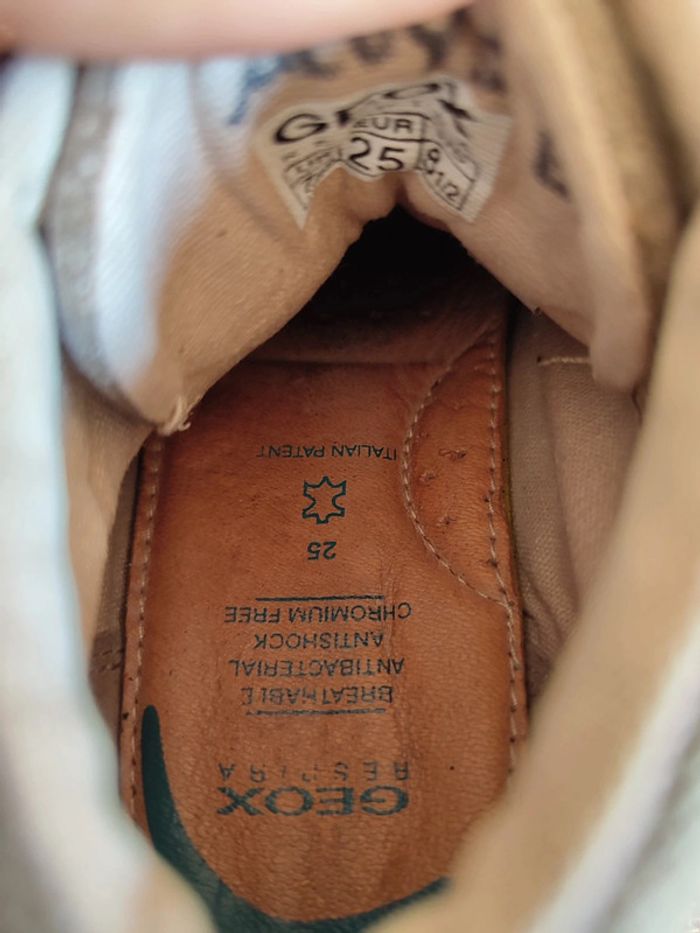 GEOX
EUR
25
GEOX
RESPIRA
BREATHABLE
ANTIBACTERIAL
ANTISHOCK
CHROMIUM FREE
25
ITALIAN PATENT